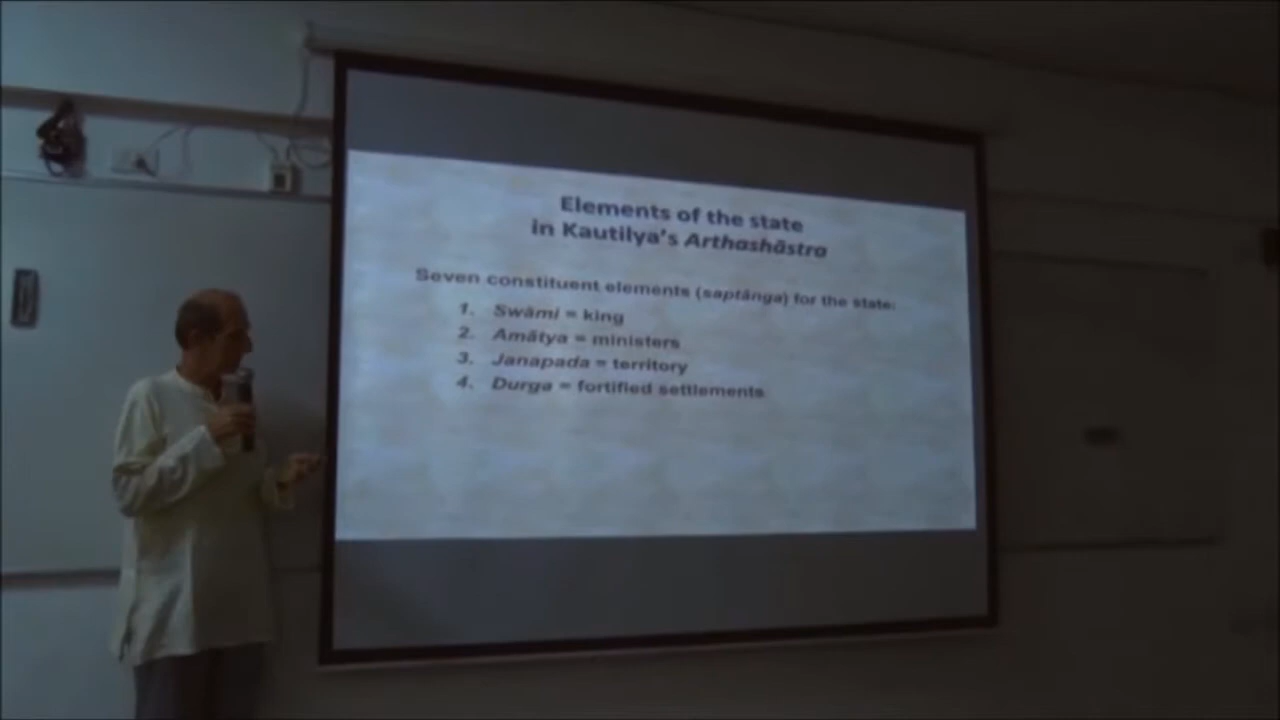 Elements of the state
in Kautilya's Arthashāstra
Seven constituent elements (saptānga) for the state:
1. Swāmi = king
2. Amātya = ministers
3. Janapada = territory
4. Durga = fortified settlements